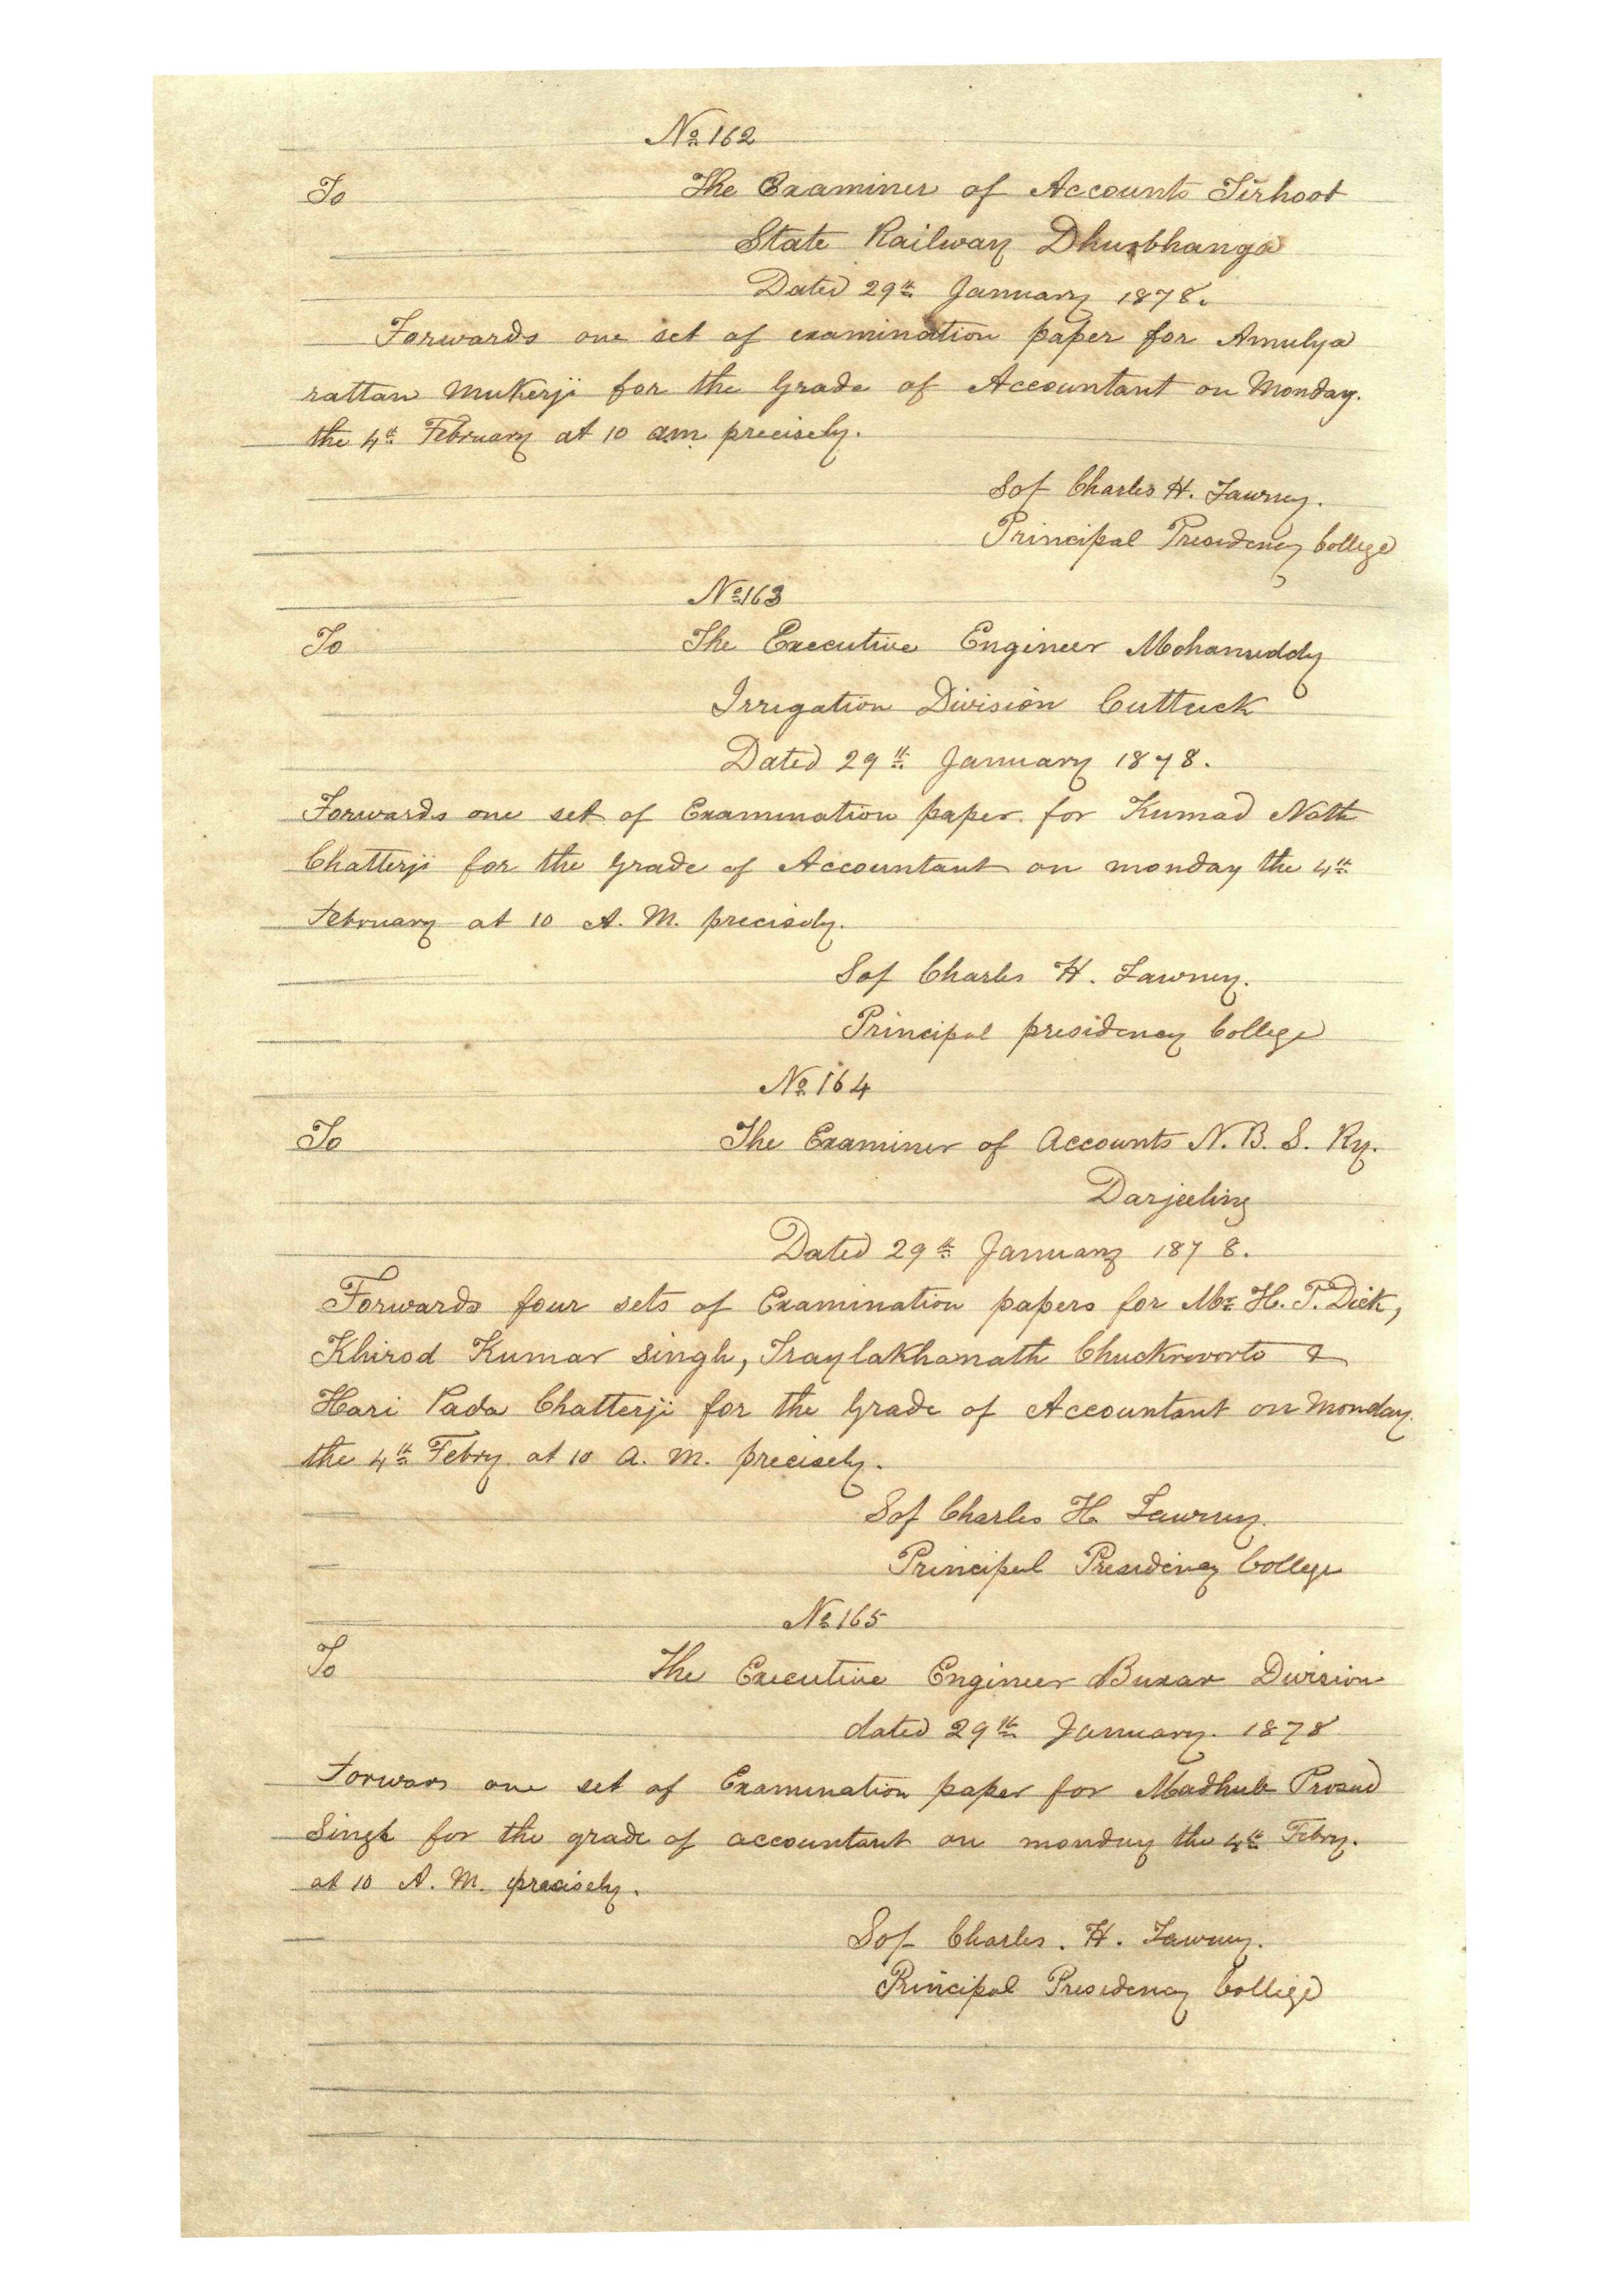 No 162
To The Examiner of Accounts Tirhoot
State Railway Dhurbhanga
Dated 29th January 1878.
Forwards one set of examination paper for Amulya
rattan Mukerji for the Grade of Accountant on Monday.
the 4th February at 10 am precisely.
Sd/ Charles H. Tawney.
Principal Presidency College
No 163
To The Executive Engineer Mohanuddy
Irrigation Division Cuttuck
Dated 29th January 1878.
Forwards one set of Examination paper for Kumad Nath
Chatterji for the Grade of Accountant on monday the 4th
February at 10 A. M. precisely.
Sd/ Charles H. Tawney.
Principal presidency College
No 164
To The Examiner of Accounts N. B. S. Ry.
Darjeeling
Dated 29th January 1878.
Forwards four sets of Examination papers for Mr H. T. Dick,
Khirod Kumar Singh, Traylakhanath Chuckrworto &
Hari Pada Chatterji for the Grade of Accountant on Monday
the 4th Febry. at 10 A. M. precisely.
Sd/ Charles H. Tawney.
Principal Presidency College
No 165
To The Executive Engineer Buxar Division
dated 29th January. 1878
Forwars one set of Examination paper for Madhub Prosad
Singh for the grade of accountant on monday the 4th Febry.
at 10 A. M. precisely.
Sd/ Charles. H. Tawney.
Principal Presidency College